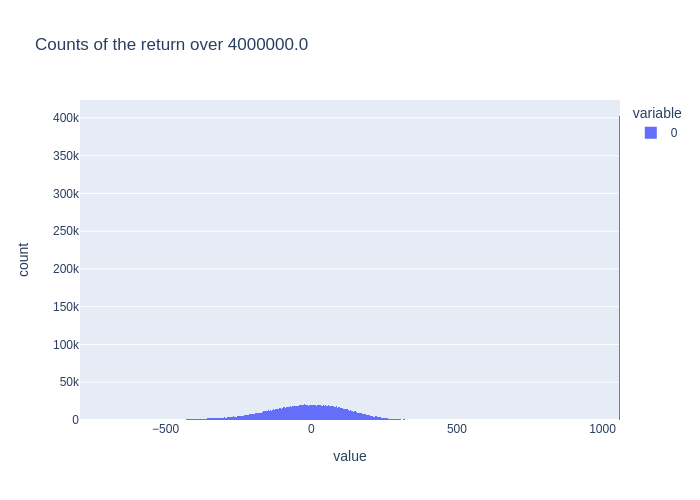 Counts of the return over 4000000.0
variable
0
400k
350k
300k
250k
200k
150k
100k
50k
0
count
−500
0
500
1000
value